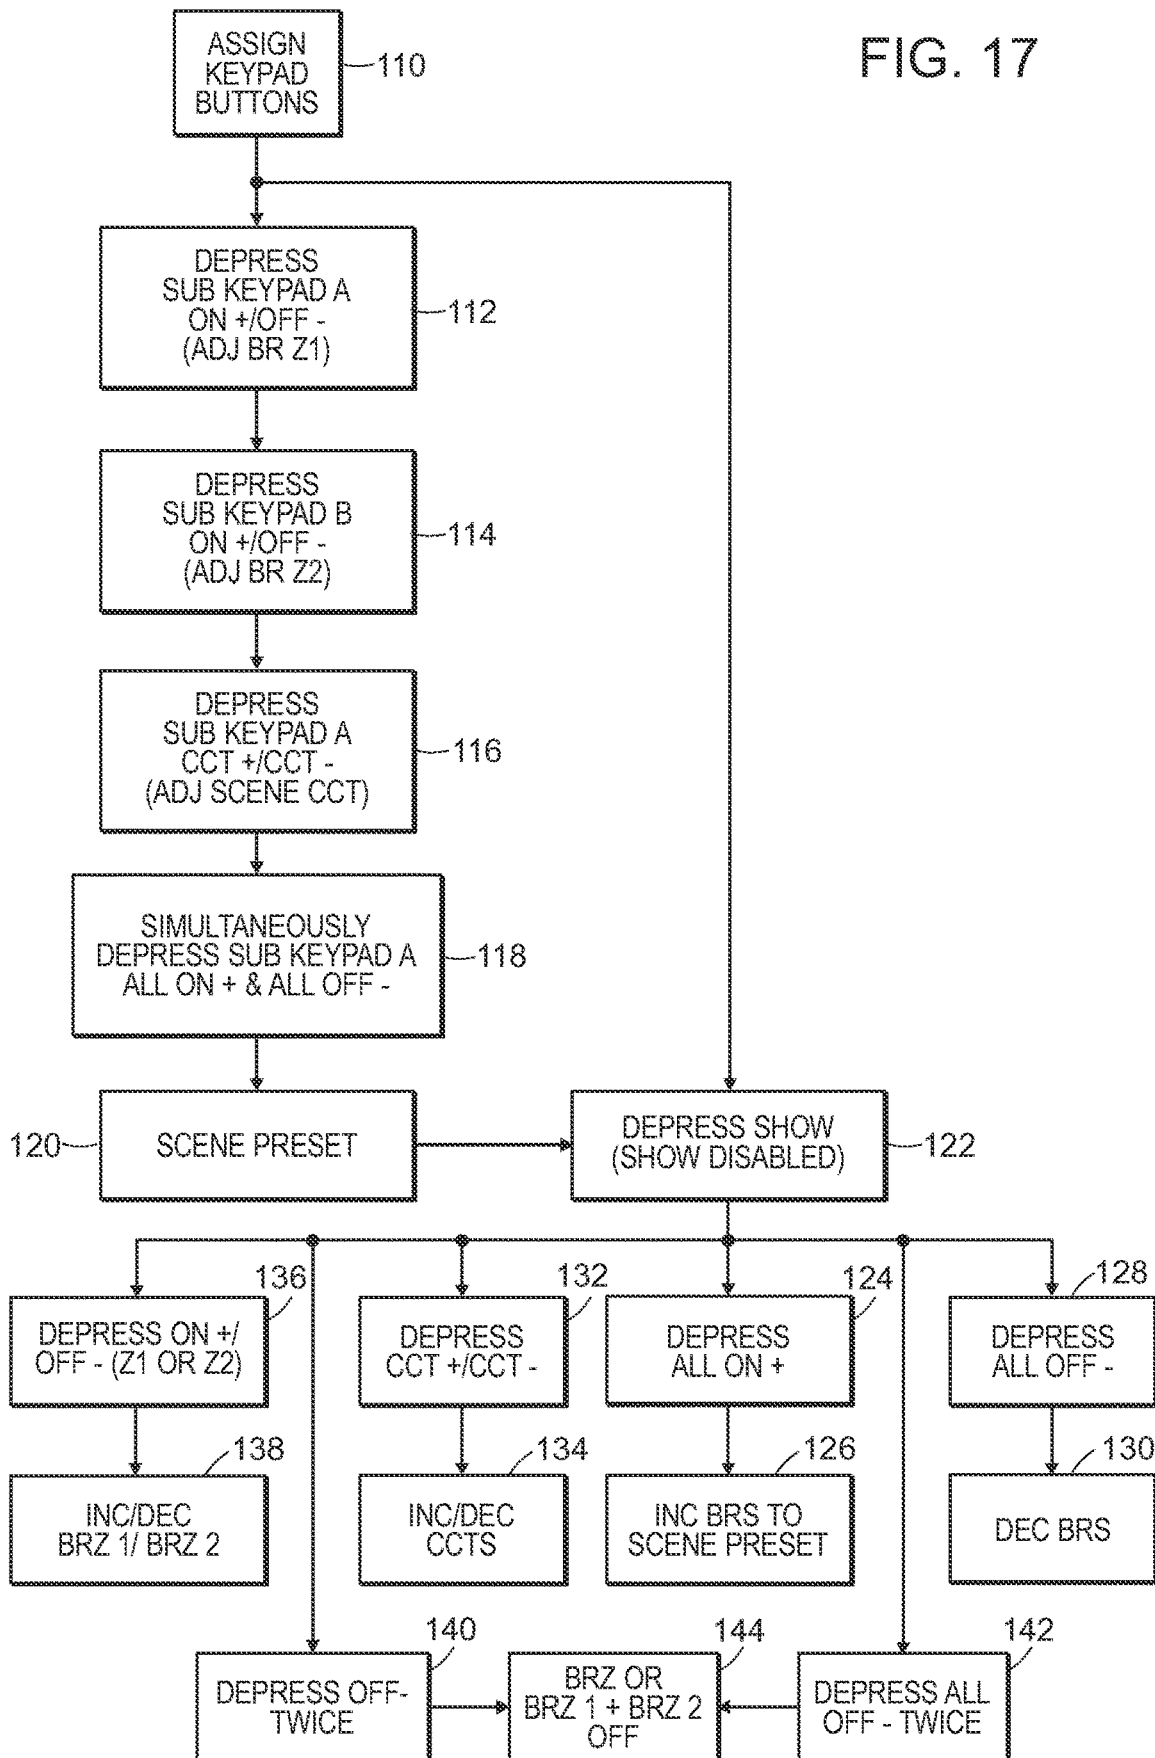 FIG. 17
ASSIGN
KEYPAD
BUTTONS
110
DEPRESS
SUB KEYPAD A
ON +/OFF -
(ADJ BR Z1)
112
DEPRESS
SUB KEYPAD B
ON +/OFF -
(ADJ BR Z2)
114
DEPRESS
SUB KEYPAD A
CCT +/CCT -
(ADJ SCENE CCT)
116
SIMULTANEOUSLY
DEPRESS SUB KEYPAD A
ALL ON + & ALL OFF -
118
120
SCENE PRESET
DEPRESS SHOW
(SHOW DISABLED)
122
136
DEPRESS ON +/
OFF - (Z1 OR Z2)
132
DEPRESS
CCT +/CCT -
124
DEPRESS
ALL ON +
128
DEPRESS
ALL OFF -
138
INC/DEC
BRZ 1/ BRZ 2
134
INC/DEC
CCTS
126
INC BRS TO
SCENE PRESET
130
DEC BRS
140
DEPRESS OFF-
TWICE
144
BRZ OR
BRZ 1 + BRZ 2
OFF
142
DEPRESS ALL
OFF - TWICE